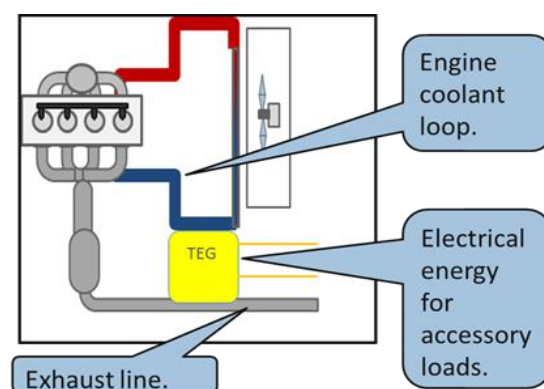 Engine
coolant
loop.
TEG
Electrical
energy
for
accessory
loads.
Exhaust line.